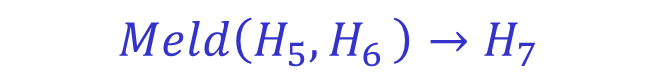 Meld(H₅, H₆) → H₇